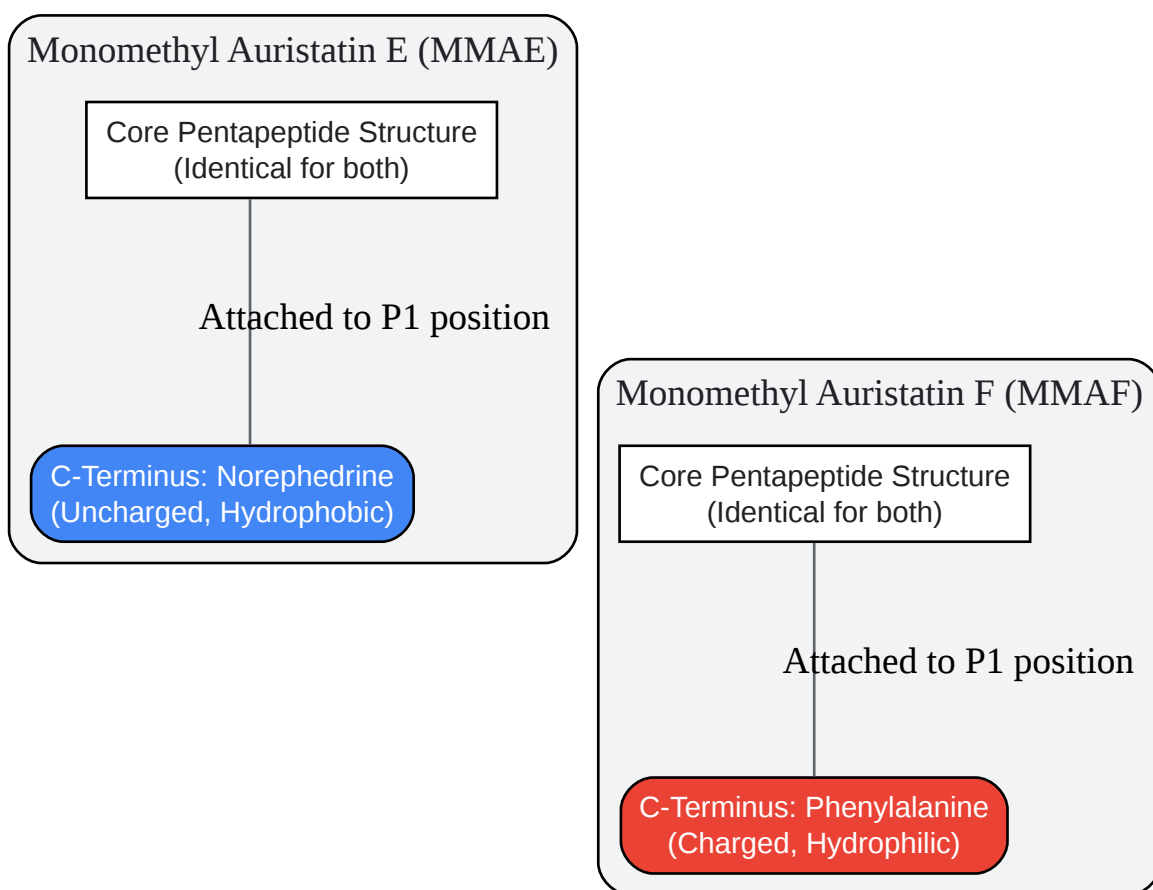 Monomethyl Auristatin E (MMAE)
Core Pentapeptide Structure
(Identical for both)
Attached to P1 position
C-Terminus: Norephedrine
(Uncharged, Hydrophobic)
Monomethyl Auristatin F (MMAF)
Core Pentapeptide Structure
(Identical for both)
Attached to P1 position
C-Terminus: Phenylalanine
(Charged, Hydrophilic)